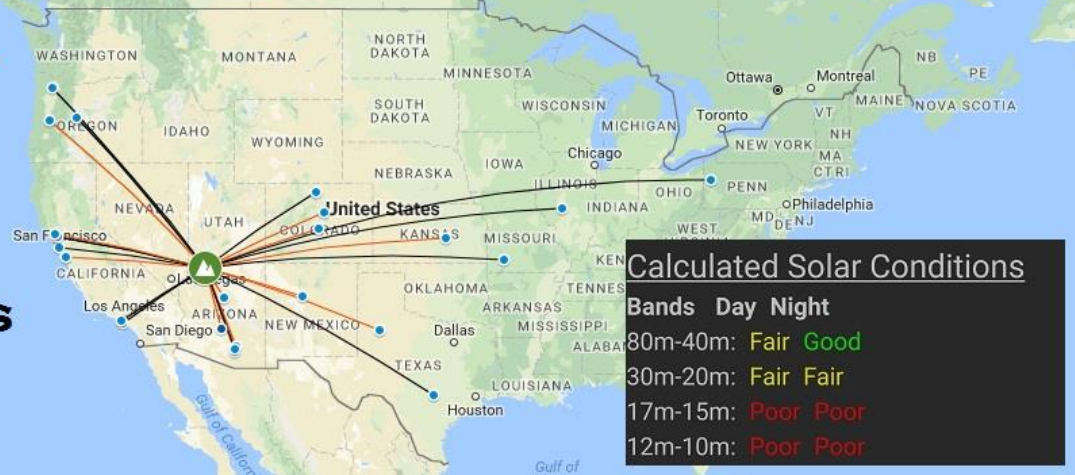 WASHINGTON
MONTANA
NORTH
DAKOTA
MINNESOTA
Ottawa
Montreal
NB
PE
MAINE
NOVA SCOTIA
OREGON
IDAHO
SOUTH
DAKOTA
WISCONSIN
MICHIGAN
Toronto
VT
NH
WYOMING
NEW YORK
MA
CT RI
IOWA
Chicago
NEBRASKA
ILLINOIS
INDIANA
OHIO
PENN
Philadelphia
MD
DE
NJ
NEVADA
UTAH
United States
COLORADO
KANSAS
MISSOURI
WEST
San Francisco
CALIFORNIA
Las Vegas
Los Angeles
San Diego
ARIZONA
NEW MEXICO
OKLAHOMA
ARKANSAS
MISSISSIPPI
Dallas
TEXAS
LOUISIANA
Houston
KEN
TENNES
ALABA
Gulf of Califor
Gulf of
s
Calculated Solar Conditions
Bands Day Night
80m-40m: Fair Good
30m-20m: Fair Fair
17m-15m: Poor Poor
12m-10m: Poor Poor